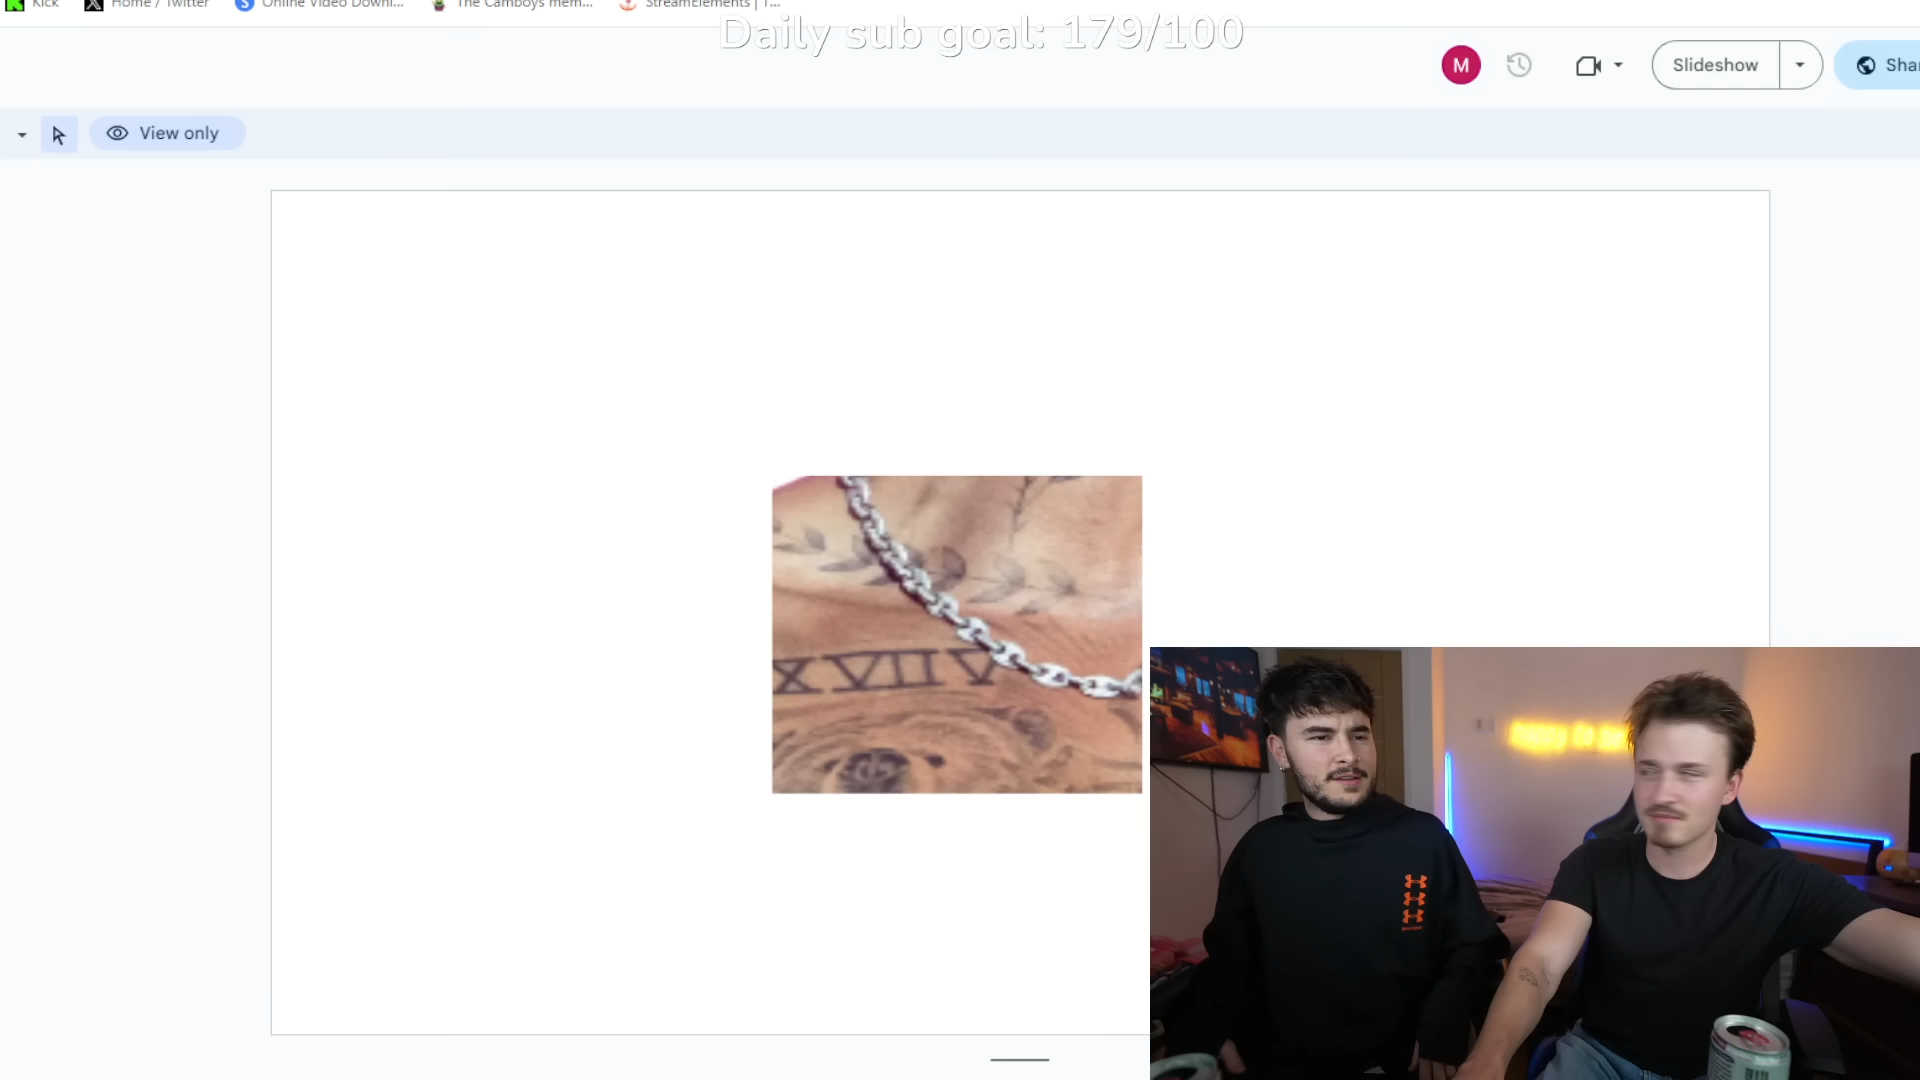 Kick Home / Twitter Online Video Downl... The Camboys mem... StreamElements | T...
Daily sub goal: 179/100
M Slideshow Shar
View only
XVIIV